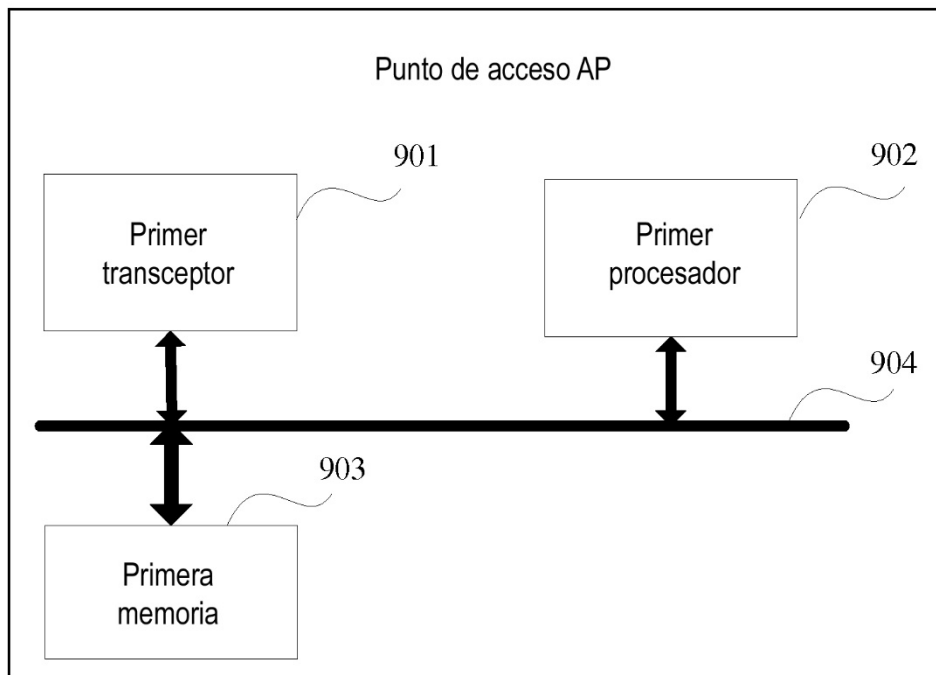 Punto de acceso AP
901
902
Primer
transceptor
Primer
procesador
904
903
Primera
memoria